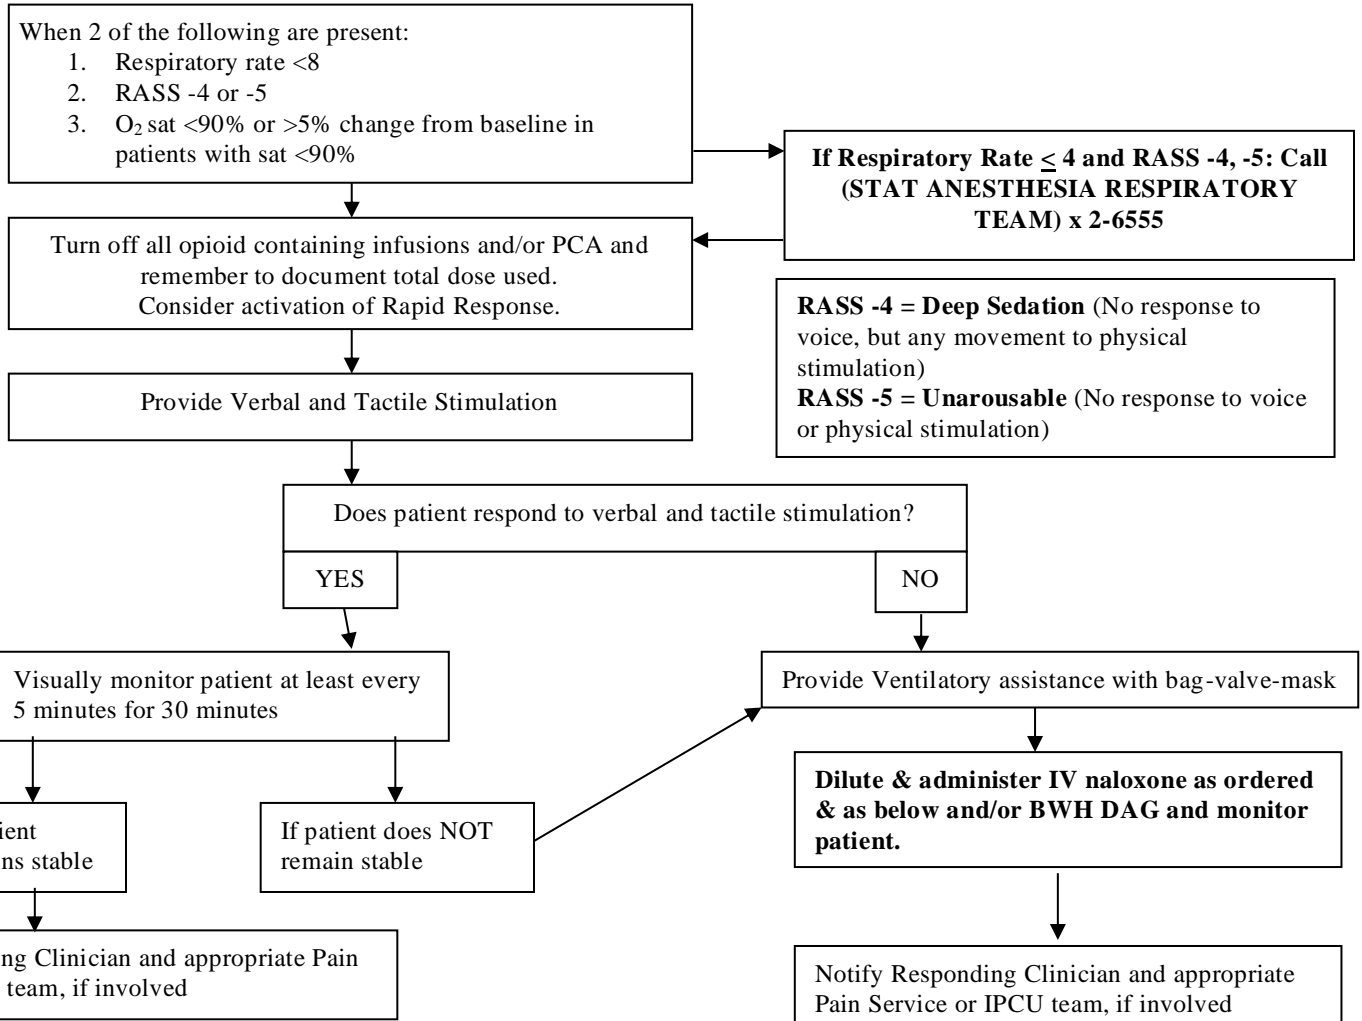 When 2 of the following are present:
1. Respiratory rate <8
2. RASS -4 or -5
3. O₂ sat <90% or >5% change from baseline in
patients with sat <90%
If Respiratory Rate ≤ 4 and RASS -4, -5: Call
(STAT ANESTHESIA RESPIRATORY
TEAM) x 2-6555
Turn off all opioid containing infusions and/or PCA and
remember to document total dose used.
Consider activation of Rapid Response.
RASS -4 = Deep Sedation (No response to
voice, but any movement to physical
stimulation)
RASS -5 = Unarousable (No response to voice
or physical stimulation)
Provide Verbal and Tactile Stimulation
Does patient respond to verbal and tactile stimulation?
YES
NO
Visually monitor patient at least every
5 minutes for 30 minutes
Provide Ventilatory assistance with bag-valve-mask
Dilute & administer IV naloxone as ordered
& as below and/or BWH DAG and monitor
patient.
ient
ns stable
If patient does NOT
remain stable
ng Clinician and appropriate Pain
team, if involved
Notify Responding Clinician and appropriate
Pain Service or IPCU team, if involved